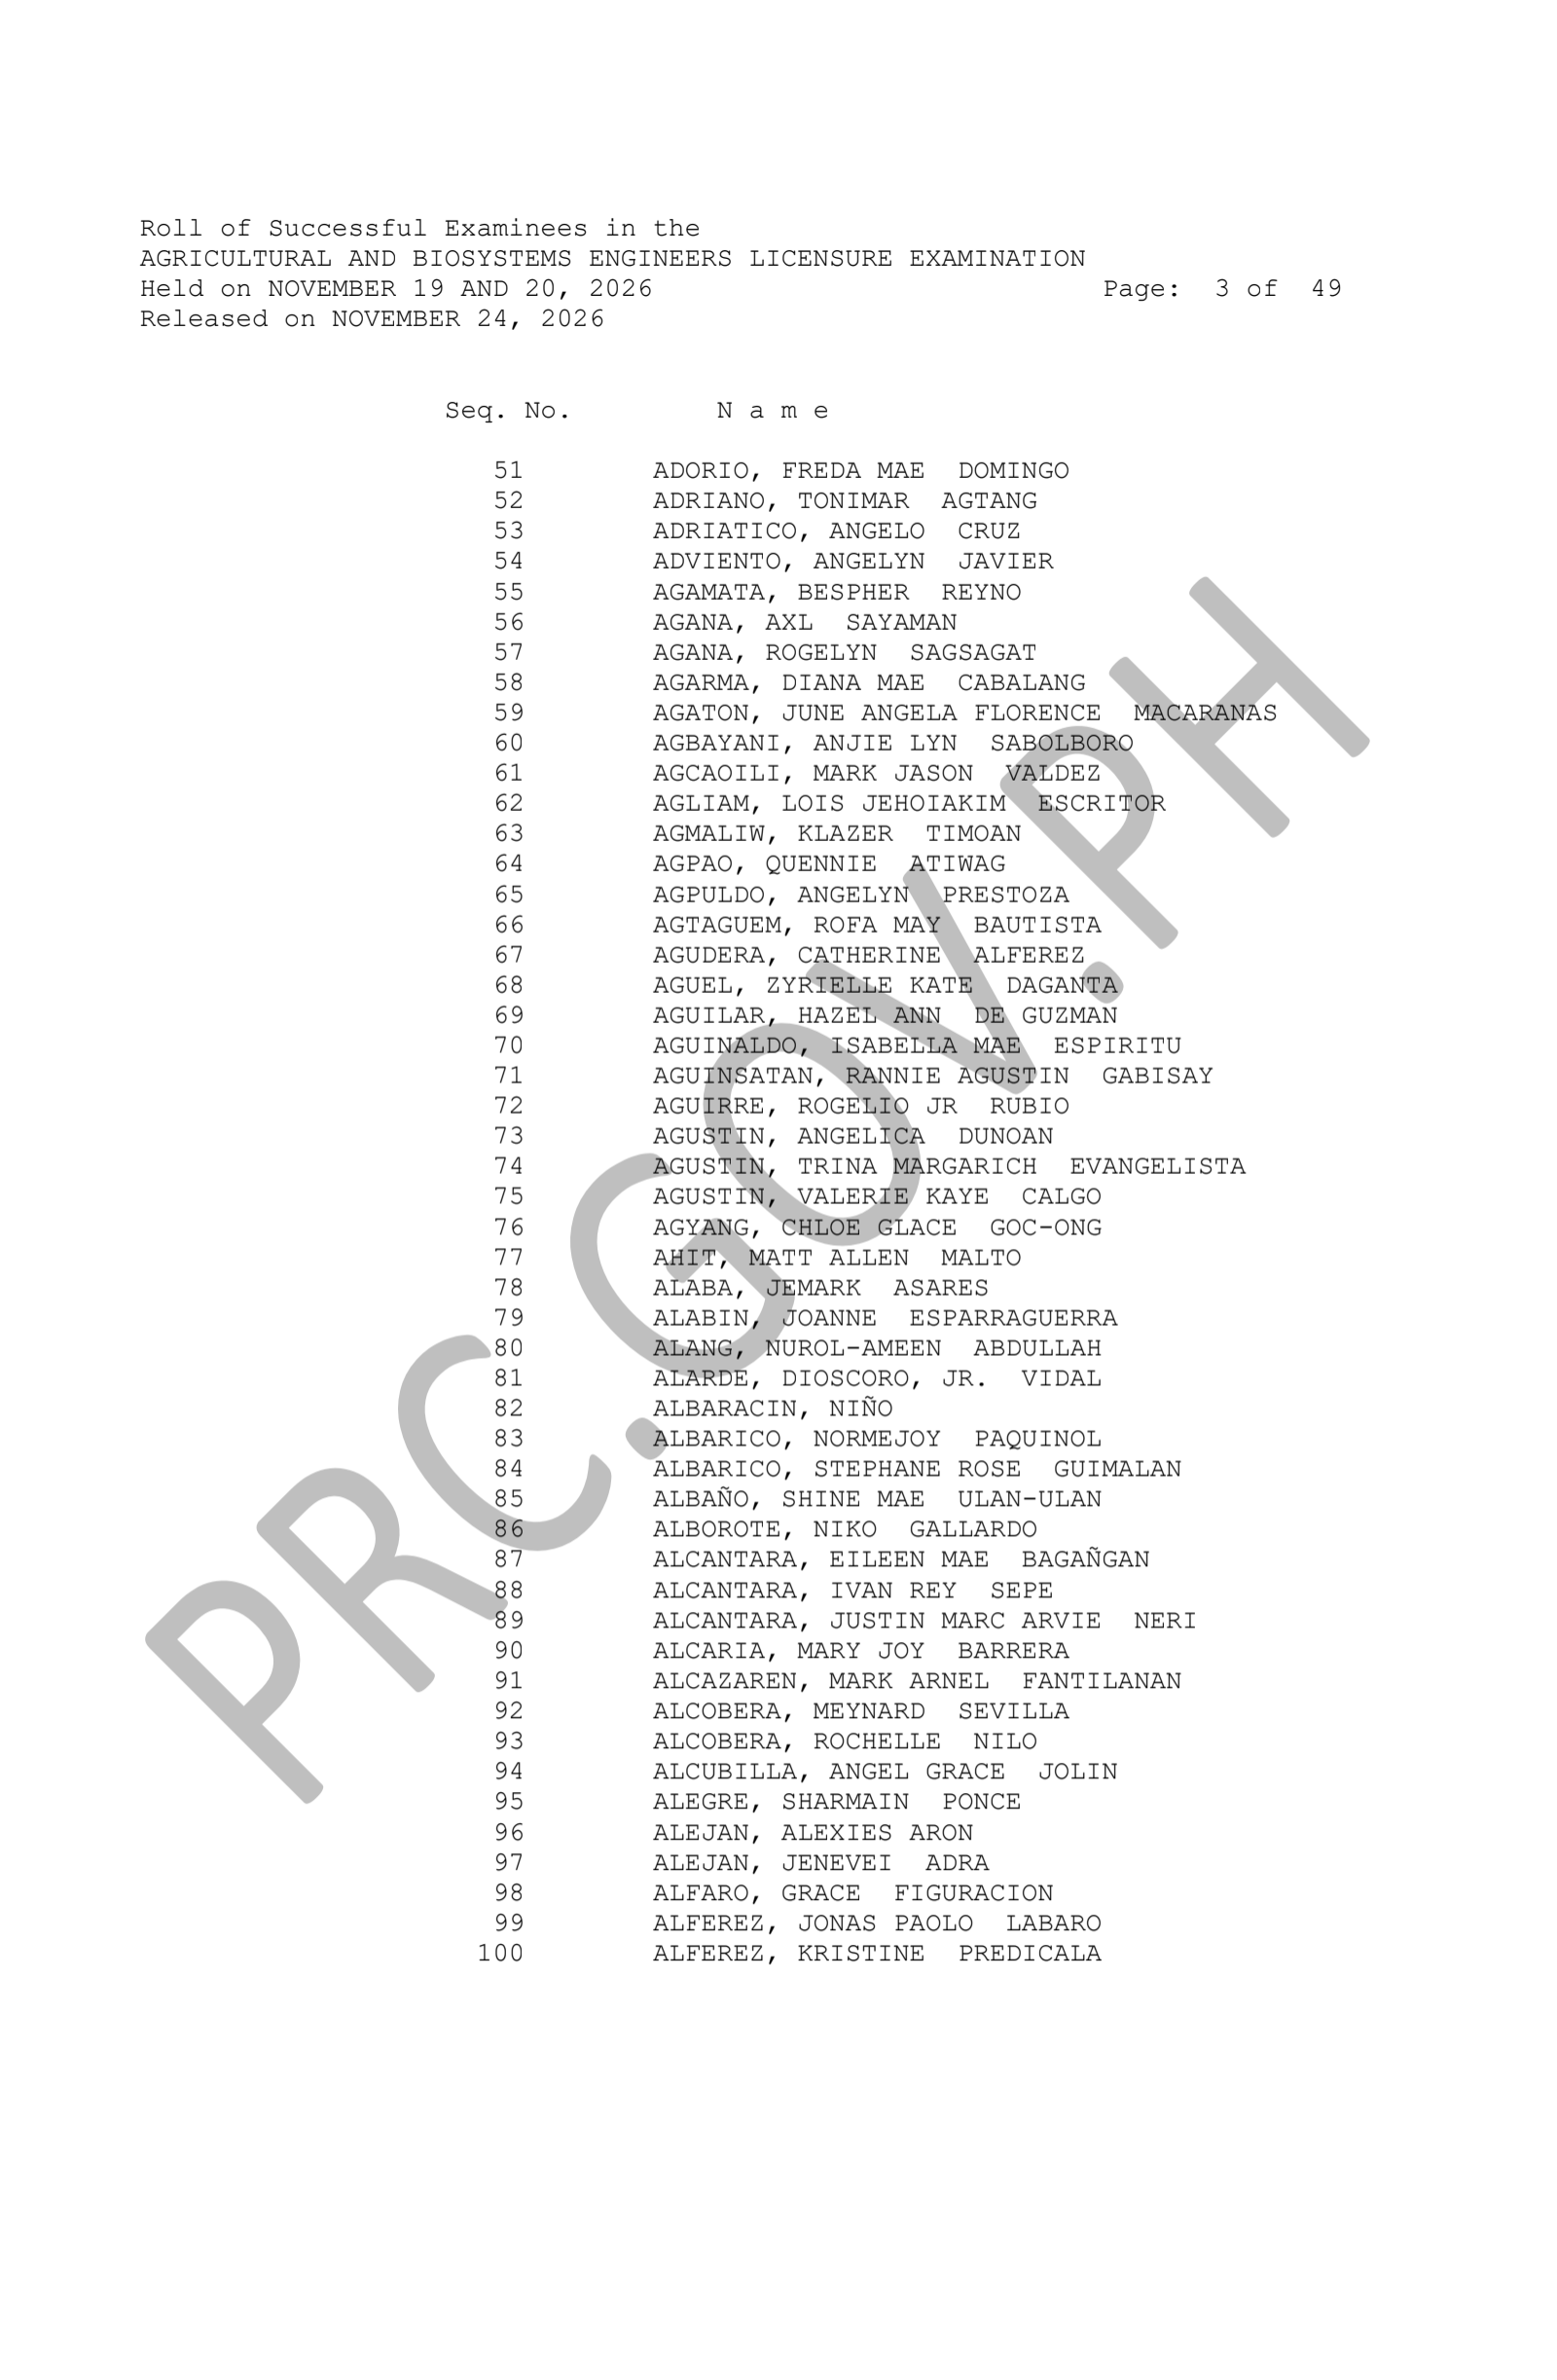 Roll of Successful Examinees in the
AGRICULTURAL AND BIOSYSTEMS ENGINEERS LICENSURE EXAMINATION
Held on NOVEMBER 19 AND 20, 2026 Page: 3 of 49
Released on NOVEMBER 24, 2026
Seq. No. N a m e
51 ADORIO, FREDA MAE DOMINGO
52 ADRIANO, TONIMAR AGTANG
53 ADRIATICO, ANGELO CRUZ
54 ADVIENTO, ANGELYN JAVIER
55 AGAMATA, BESPHER REYNO
56 AGANA, AXL SAYAMAN
57 AGANA, ROGELYN SAGSAGAT
58 AGARMA, DIANA MAE CABALANG
59 AGATON, JUNE ANGELA FLORENCE MACARANAS
60 AGBAYANI, ANJIE LYN SABOLBORO
61 AGCAOILI, MARK JASON VALDEZ
62 AGLIAM, LOIS JEHOIAKIM ESCRITOR
63 AGMALIW, KLAZER TIMOAN
64 AGPAO, QUENNIE ATIWAG
65 AGPULDO, ANGELYN PRESTOZA
66 AGTAGUEM, ROFA MAY BAUTISTA
67 AGUDERA, CATHERINE ALFEREZ
68 AGUEL, ZYRIELLE KATE DAGANTA
69 AGUILAR, HAZEL ANN DE GUZMAN
70 AGUINALDO, ISABELLA MAE ESPIRITU
71 AGUINSATAN, RANNIE AGUSTIN GABISAY
72 AGUIRRE, ROGELIO JR RUBIO
73 AGUSTIN, ANGELICA DUNOAN
74 AGUSTIN, TRINA MARGARICH EVANGELISTA
75 AGUSTIN, VALERIE KAYE CALGO
76 AGYANG, CHLOE GLACE GOC-ONG
77 AHIT, MATT ALLEN MALTO
78 ALABA, JEMARK ASARES
79 ALABIN, JOANNE ESPARRAGUERRA
80 ALANG, NUROL-AMEEN ABDULLAH
81 ALARDE, DIOSCORO, JR. VIDAL
82 ALBARACIN, NIÑO
83 ALBARICO, NORMEJOY PAQUINOL
84 ALBARICO, STEPHANE ROSE GUIMALAN
85 ALBAÑO, SHINE MAE ULAN-ULAN
86 ALBOROTE, NIKO GALLARDO
87 ALCANTARA, EILEEN MAE BAGAÑGAN
88 ALCANTARA, IVAN REY SEPE
89 ALCANTARA, JUSTIN MARC ARVIE NERI
90 ALCARIA, MARY JOY BARRERA
91 ALCAZAREN, MARK ARNEL FANTILANAN
92 ALCOBERA, MEYNARD SEVILLA
93 ALCOBERA, ROCHELLE NILO
94 ALCUBILLA, ANGEL GRACE JOLIN
95 ALEGRE, SHARMAIN PONCE
96 ALEJAN, ALEXIES ARON
97 ALEJAN, JENEVEI ADRA
98 ALFARO, GRACE FIGURACION
99 ALFEREZ, JONAS PAOLO LABARO
100 ALFEREZ, KRISTINE PREDICALA
PRC.GOV.PH